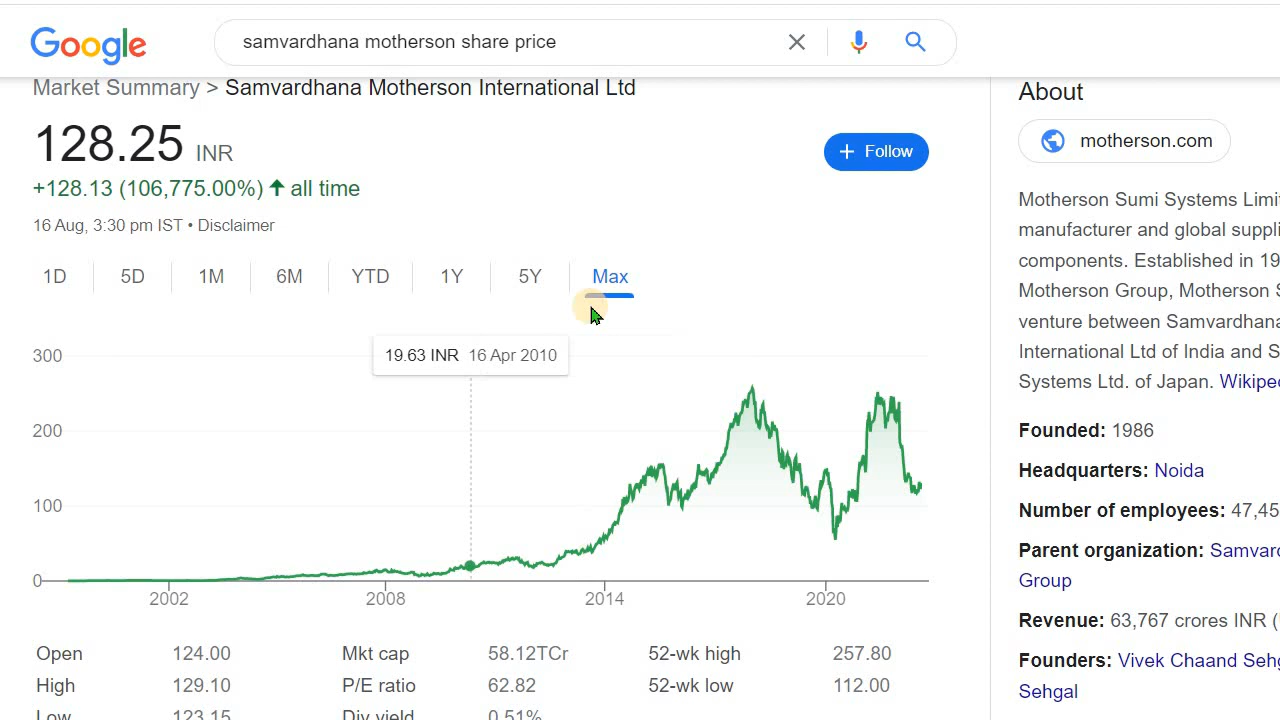 Google
samvardhana motherson share price
Market Summary > Samvardhana Motherson International Ltd
128.25 INR
+ Follow
+128.13 (106,775.00%) ↑ all time
16 Aug, 3:30 pm IST • Disclaimer
1D 5D 1M 6M YTD 1Y 5Y Max
19.63 INR 16 Apr 2010
300
200
100
0
2002 2008 2014 2020
Open 124.00 Mkt cap 58.12TCr 52-wk high 257.80
High 129.10 P/E ratio 62.82 52-wk low 112.00
Low 123.15 Div yield 0.51%
About
motherson.com
Motherson Sumi Systems Limi
manufacturer and global suppli
components. Established in 19
Motherson Group, Motherson S
venture between Samvardhana
International Ltd of India and S
Systems Ltd. of Japan. Wikipe
Founded: 1986
Headquarters: Noida
Number of employees: 47,45
Parent organization: Samvard
Group
Revenue: 63,767 crores INR (
Founders: Vivek Chaand Sehg
Sehgal